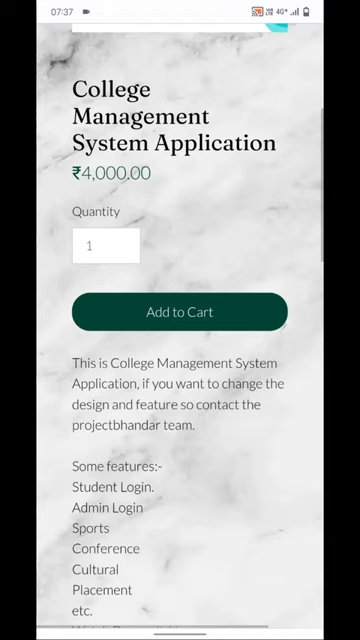 07:37
4G+
College
Management
System Application
₹4,000.00
Quantity
1
Add to Cart
This is College Management System
Application, if you want to change the
design and feature so contact the
projectbhandar team.
Some features:-
Student Login.
Admin Login
Sports
Conference
Cultural
Placement
etc.